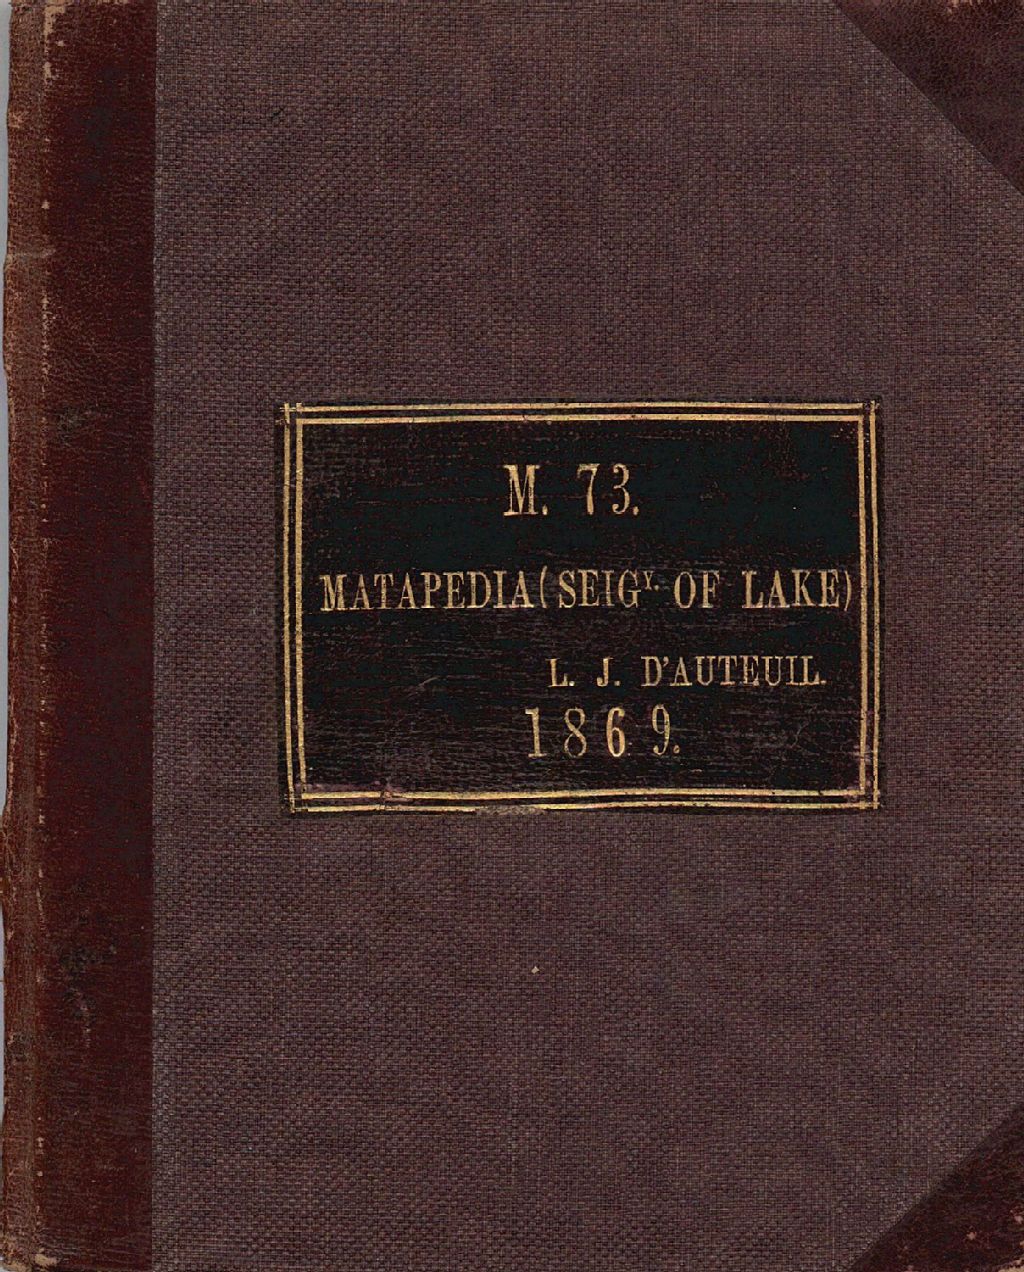 M. 73.
MATAPEDIA (SEIGY. OF LAKE)
L. J. D'AUTEUIL.
1869.